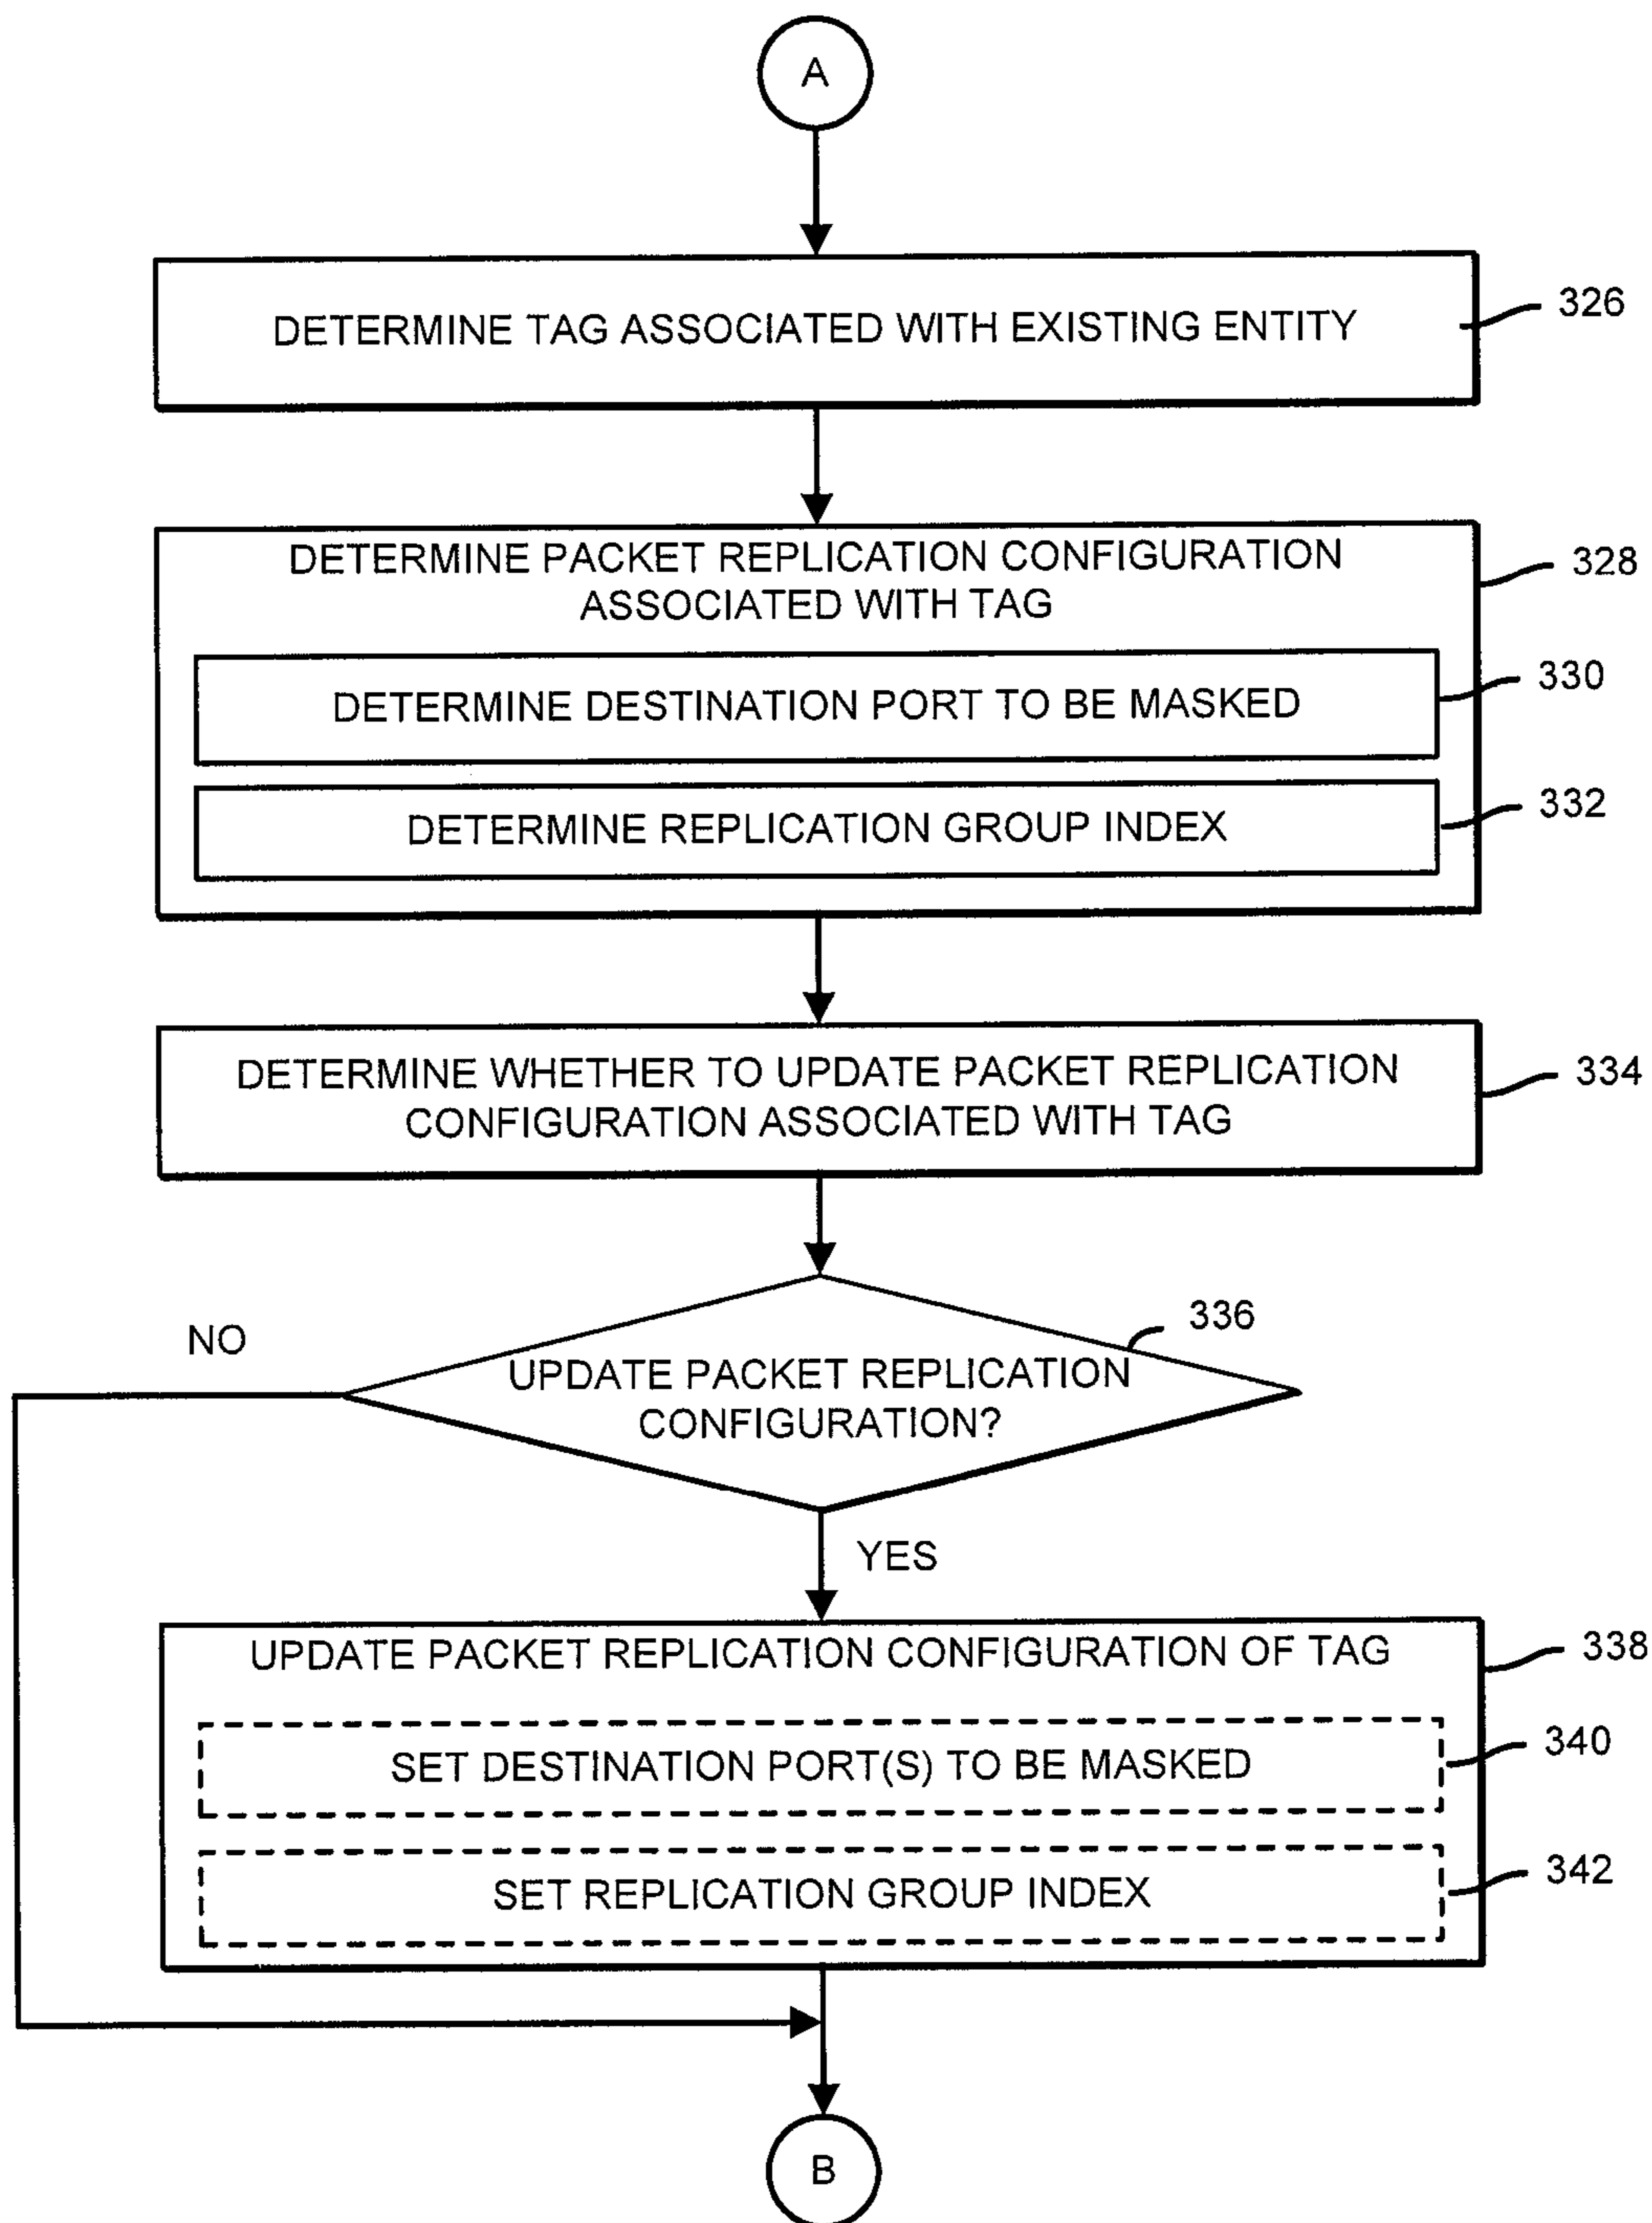 A
DETERMINE TAG ASSOCIATED WITH EXISTING ENTITY
326
DETERMINE PACKET REPLICATION CONFIGURATION
ASSOCIATED WITH TAG
328
DETERMINE DESTINATION PORT TO BE MASKED
330
DETERMINE REPLICATION GROUP INDEX
332
DETERMINE WHETHER TO UPDATE PACKET REPLICATION
CONFIGURATION ASSOCIATED WITH TAG
334
NO
336
UPDATE PACKET REPLICATION
CONFIGURATION?
YES
UPDATE PACKET REPLICATION CONFIGURATION OF TAG
338
SET DESTINATION PORT(S) TO BE MASKED
340
SET REPLICATION GROUP INDEX
342
B